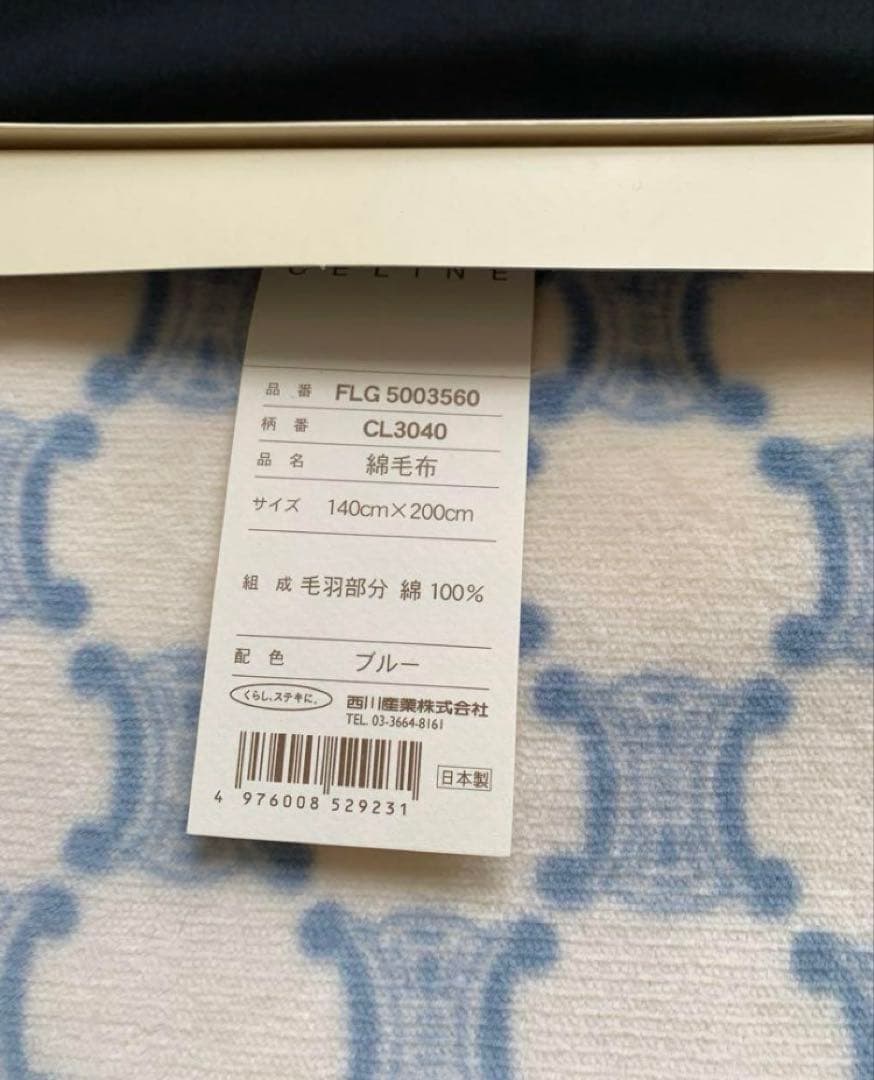 CELINE
品番 FLG 5003560
柄番 CL3040
品名 綿毛布
サイズ 140cm×200cm
組成 毛羽部分 綿 100%
配色 ブルー
くらし、ステキに。 西川産業株式会社
TEL. 03-3664-8161
日本製
4 976008 529231